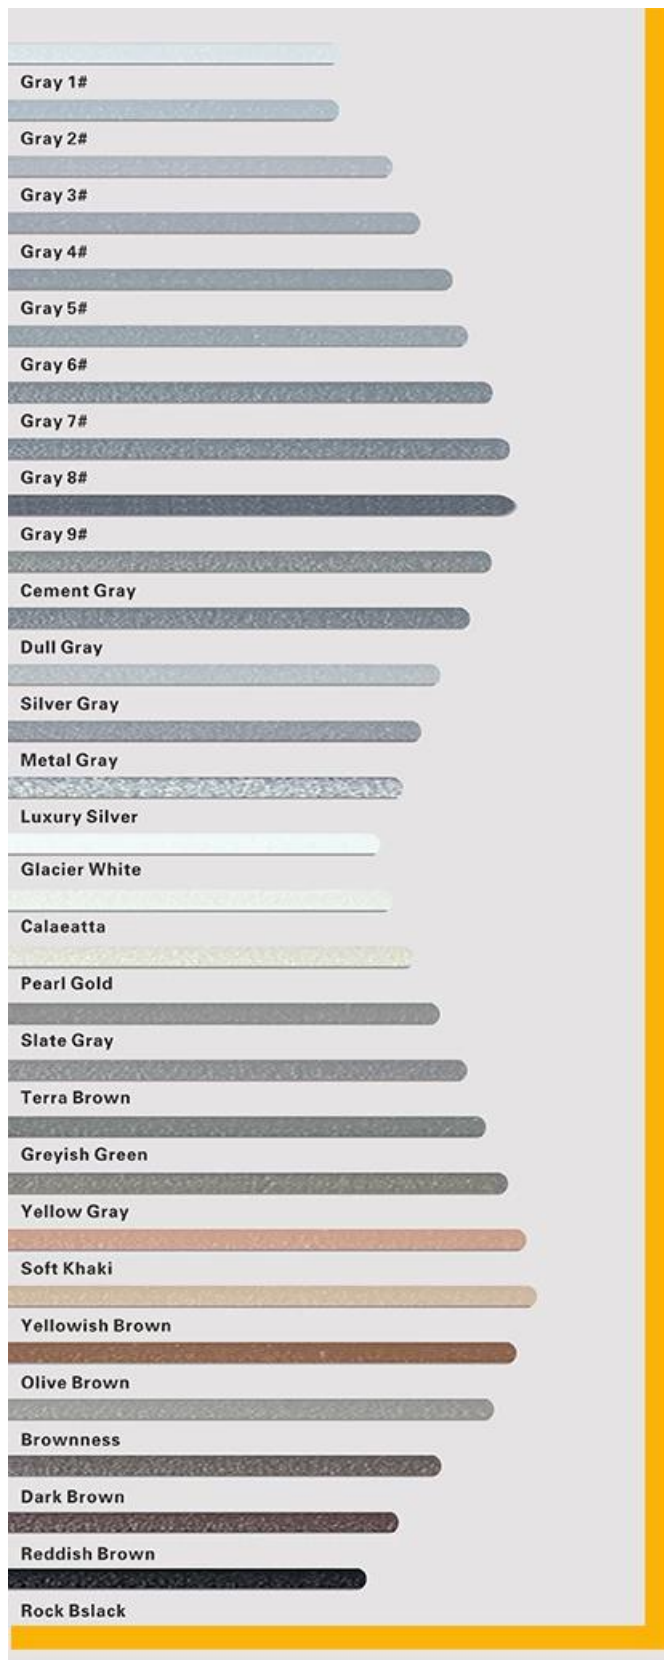 Gray 1#
Gray 2#
Gray 3#
Gray 4#
Gray 5#
Gray 6#
Gray 7#
Gray 8#
Gray 9#
Cement Gray
Dull Gray
Silver Gray
Metal Gray
Luxury Silver
Glacier White
Calaeatta
Pearl Gold
Slate Gray
Terra Brown
Greyish Green
Yellow Gray
Soft Khaki
Yellowish Brown
Olive Brown
Brownness
Dark Brown
Reddish Brown
Rock Bslack